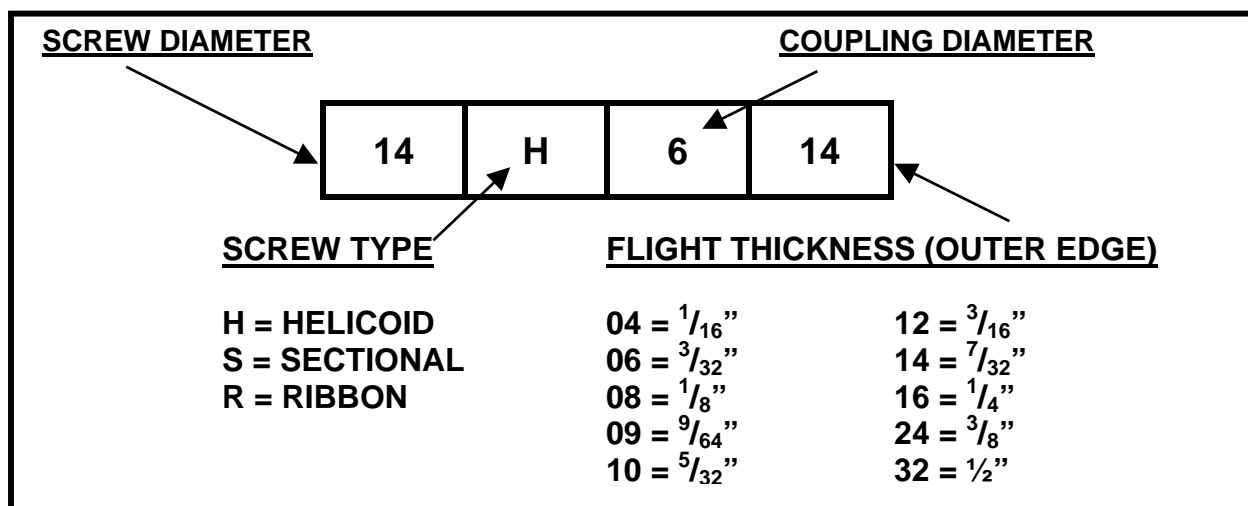 SCREW DIAMETER COUPLING DIAMETER
14 H 6 14
SCREW TYPE FLIGHT THICKNESS (OUTER EDGE)
H = HELICOID 04 = 1/16” 12 = 3/16”
S = SECTIONAL 06 = 3/32” 14 = 7/32”
R = RIBBON 08 = 1/8” 16 = 1/4”
09 = 9/64” 24 = 3/8”
10 = 5/32” 32 = ½”